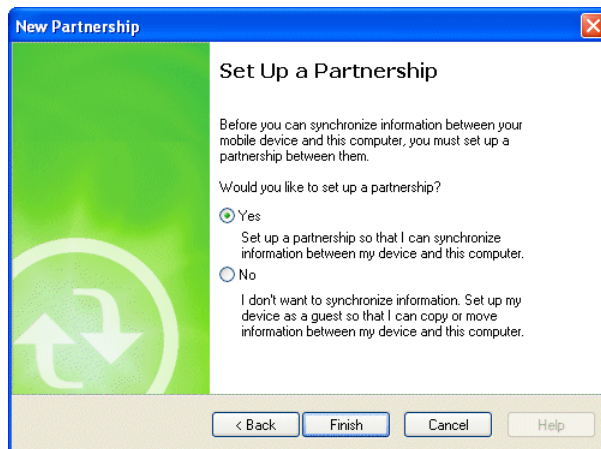 New Partnership
Set Up a Partnership
Before you can synchronize information between your
mobile device and this computer, you must set up a
partnership between them.
Would you like to set up a partnership?
Yes
Set up a partnership so that I can synchronize
information between my device and this computer.
No
I don't want to synchronize information. Set up my
device as a guest so that I can copy or move
information between my device and this computer.
< Back Finish Cancel Help